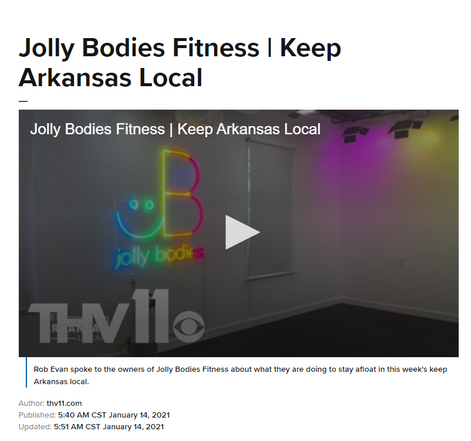 Jolly Bodies Fitness | Keep
Arkansas Local
Jolly Bodies Fitness | Keep Arkansas Local
jolly bodies
THV11
ARKANSAS
Rob Evan spoke to the owners of Jolly Bodies Fitness about what they are doing to stay afloat in this week's keep
Arkansas local.
Author: thv11.com
Published: 5:40 AM CST January 14, 2021
Updated: 5:51 AM CST January 14, 2021